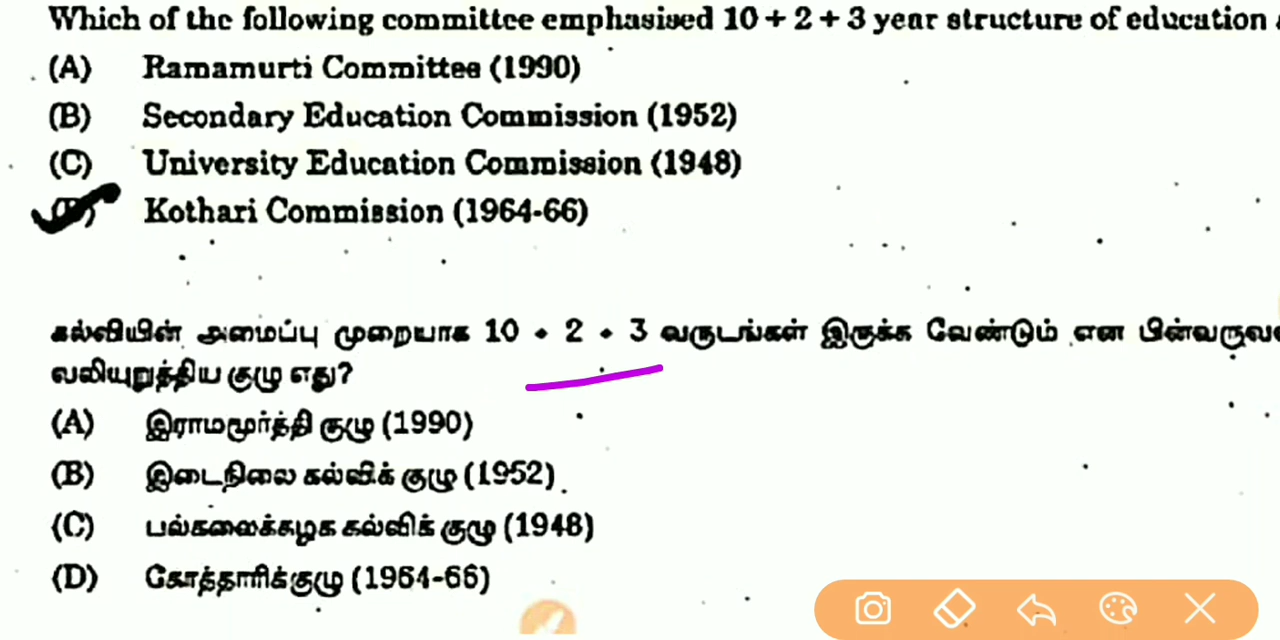 Which of the following committee emphasised 10 + 2 + 3 year structure of education
(A) Ramamurti Committee (1990)
(B) Secondary Education Commission (1952)
(C) University Education Commission (1948)
(D) Kothari Commission (1964-66)
கல்வியின் அமைப்பு முறையாக 10 + 2 + 3 வருடங்கள் இருக்க வேண்டும் என
வலியுறுத்திய குழு எது?
(A) இராமமூர்த்தி குழு (1990)
(B) இடைநிலை கல்விக் குழு (1952)
(C) பல்கலைக்கழக கல்விக் குழு (1948)
(D) கோத்தாரிக்குழு (1964-66)